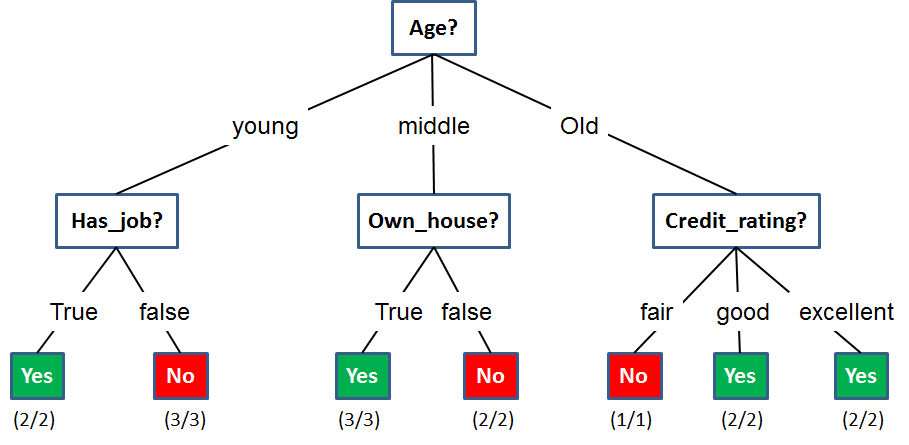 Age?
young middle Old
Has_job? Own_house? Credit_rating?
True false True false fair good excellent
Yes No Yes No No Yes Yes
(2/2) (3/3) (3/3) (2/2) (1/1) (2/2) (2/2)